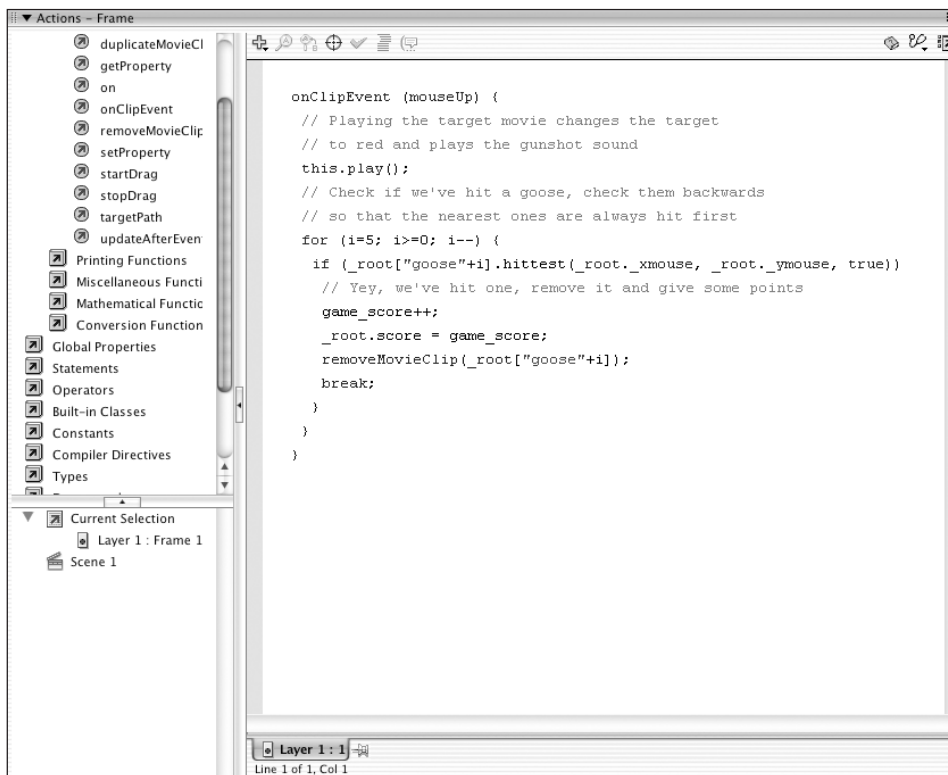 Actions – Frame
duplicateMovieCl
getProperty
on
onClipEvent
removeMovieClip
setProperty
startDrag
stopDrag
targetPath
updateAfterEven
Printing Functions
Miscellaneous Functi
Mathematical Functic
Conversion Function
Global Properties
Statements
Operators
Built-in Classes
Constants
Compiler Directives
Types
Current Selection
Layer 1 : Frame 1
Scene 1
onClipEvent (mouseUp) {
// Playing the target movie changes the target
// to red and plays the gunshot sound
this.play();
// Check if we've hit a goose, check them backwards
// so that the nearest ones are always hit first
for (i=5; i>=0; i--) {
if (_root["goose"+i].hittest(_root._xmouse, _root._ymouse, true))
// Yey, we've hit one, remove it and give some points
game_score++;
_root.score = game_score;
removeMovieClip(_root["goose"+i]);
break;
}
}
}
Layer 1 : 1
Line 1 of 1, Col 1